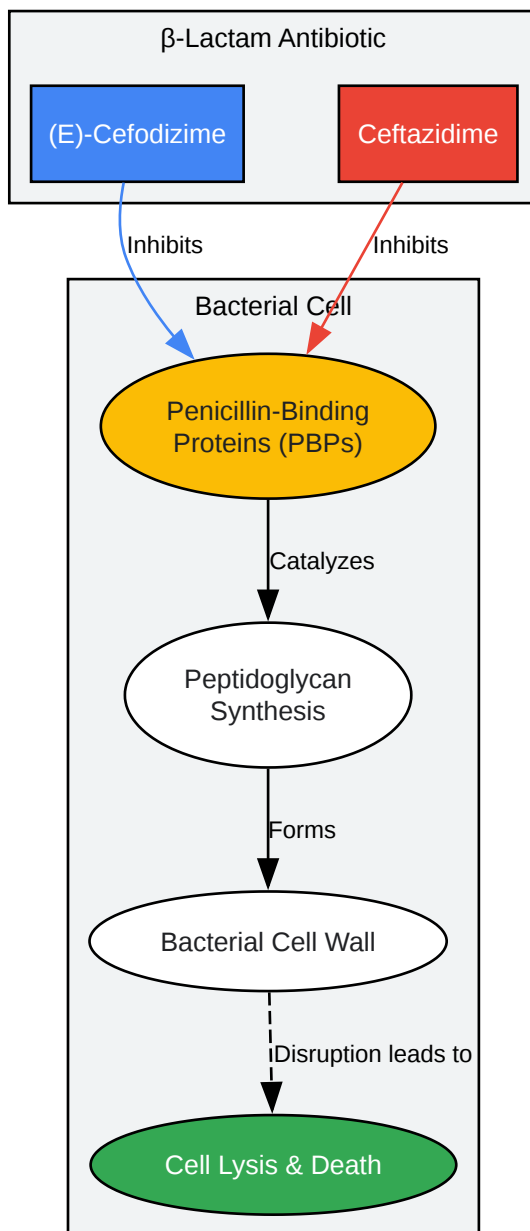 β-Lactam Antibiotic
(E)-Cefodizime
Ceftazidime
Inhibits
Inhibits
Bacterial Cell
Penicillin-Binding
Proteins (PBPs)
Catalyzes
Peptidoglycan
Synthesis
Forms
Bacterial Cell Wall
Disruption leads to
Cell Lysis & Death